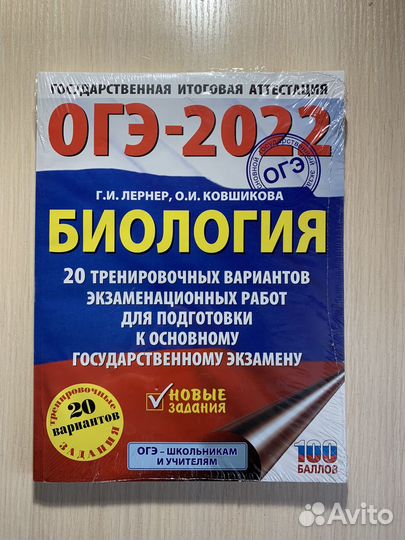 ГОСУДАРСТВЕННАЯ ИТОГОВАЯ АТТЕСТАЦИЯ
ОГЭ-2022
ОГЭ
Г.И. ЛЕРНЕР, О.И. КОВШИКОВА
БИОЛОГИЯ
20 ТРЕНИРОВОЧНЫХ ВАРИАНТОВ
ЭКЗАМЕНАЦИОННЫХ РАБОТ
ДЛЯ ПОДГОТОВКИ
К ОСНОВНОМУ
ГОСУДАРСТВЕННОМУ ЭКЗАМЕНУ
НОВЫЕ
ЗАДАНИЯ
тренировочные
20
вариантов
ЗАДАНИЯ
ОГЭ – ШКОЛЬНИКАМ
И УЧИТЕЛЯМ
100
БАЛЛОВ
Avito